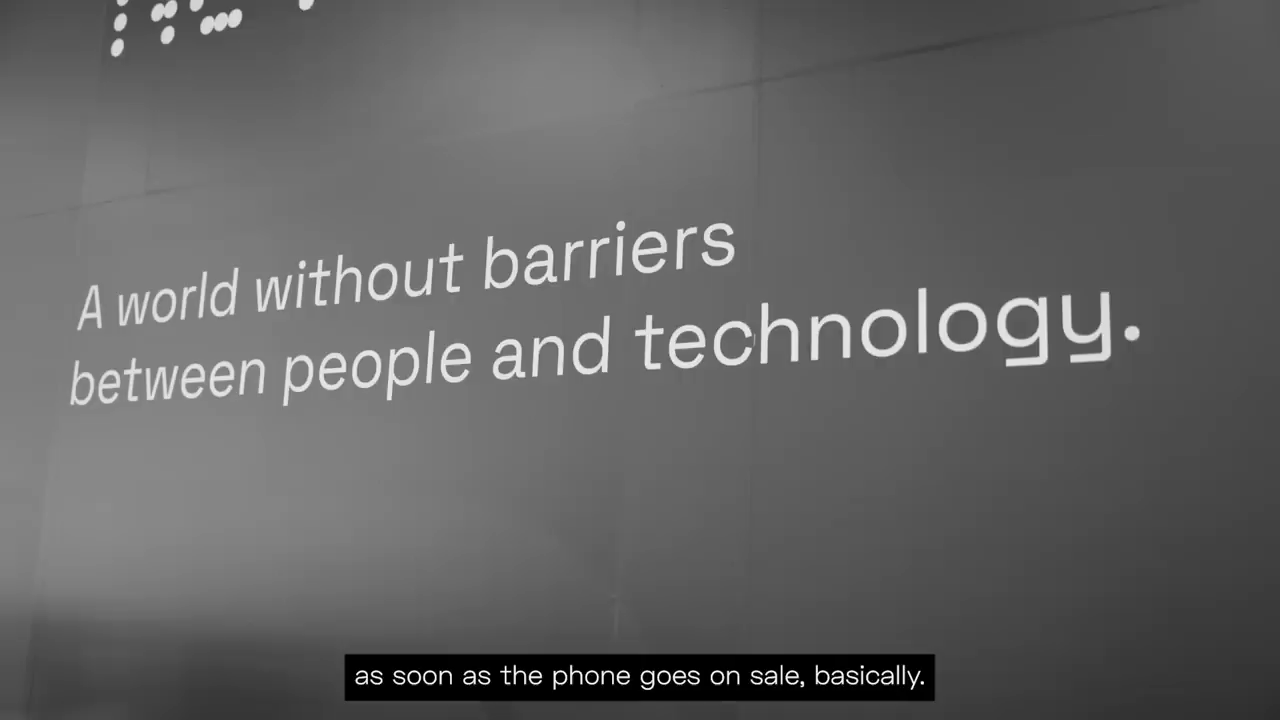 A world without barriers
between people and technology.
as soon as the phone goes on sale, basically.